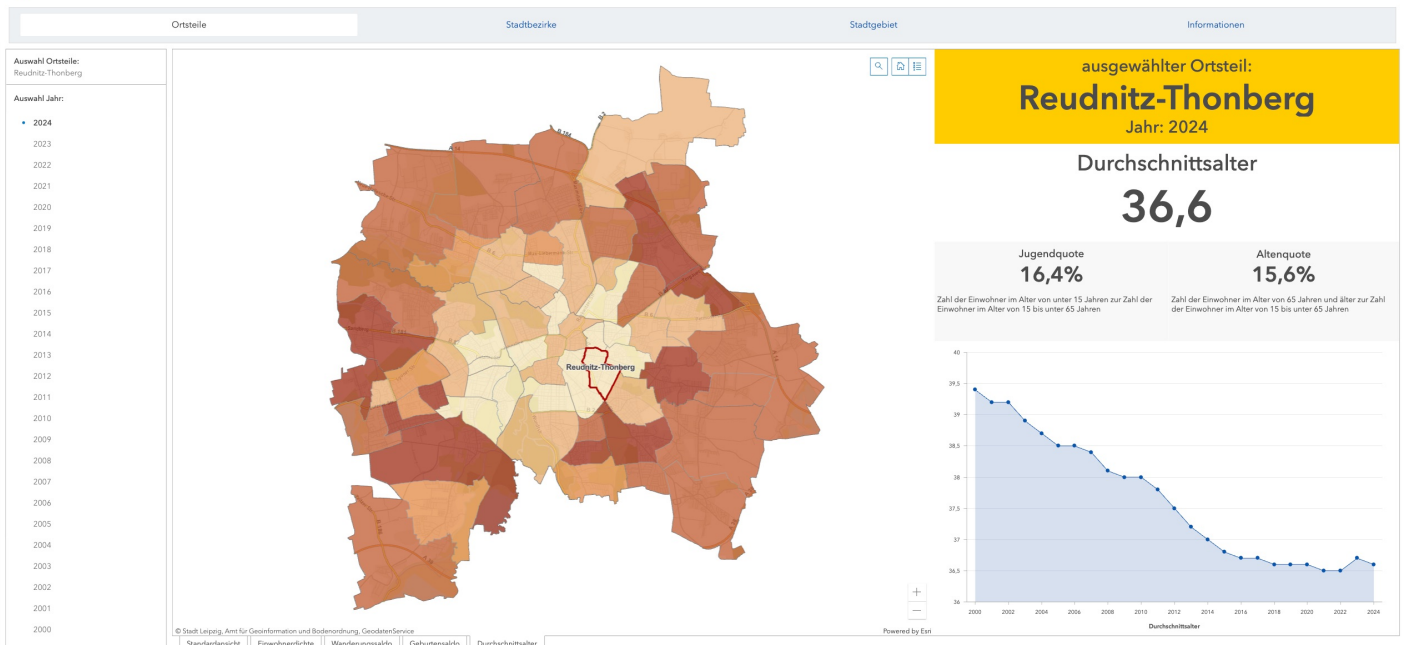 Ortsteile
Stadtbezirke
Stadtgebiet
Informationen
Auswahl Ortsteile:
Reudnitz-Thonberg
Auswahl Jahr:
2024
2023
2022
2021
2020
2019
2018
2017
2016
2015
2014
2013
2012
2011
2010
2009
2008
2007
2006
2005
2004
2003
2002
2001
2000
Reudnitz-Thonberg
© Stadt Leipzig, Amt für Geoinformation und Bodenordnung, GeodatenService
Powered by Esri
Standardansicht
Einwohnerdichte
Wanderungssaldo
Geburtensaldo
Durchschnittsalter
ausgewählter Ortsteil:
Reudnitz-Thonberg
Jahr: 2024
Durchschnittsalter
36,6
Jugendquote
16,4%
Zahl der Einwohner im Alter von unter 15 Jahren zur Zahl der
Einwohner im Alter von 15 bis unter 65 Jahren
Altenquote
15,6%
Zahl der Einwohner im Alter von 65 Jahren und älter zur Zahl
der Einwohner im Alter von 15 bis unter 65 Jahren
40
39,5
39
38,5
38
37,5
37
36,5
36
2000 2002 2004 2006 2008 2010 2012 2014 2016 2018 2020 2022 2024
Durchschnittsalter